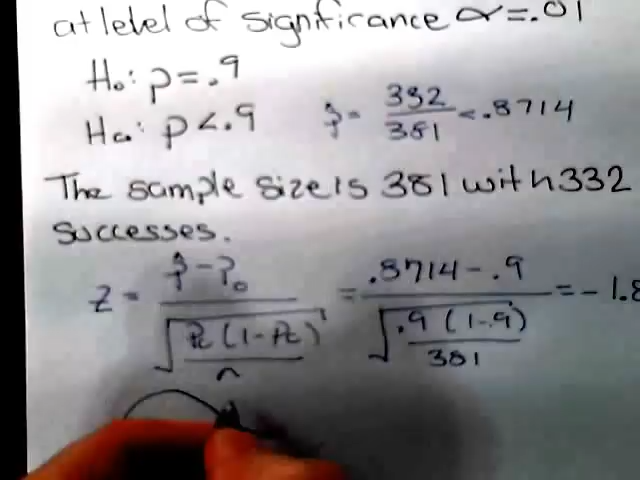 at level of significance α = .01
H₀: p = .9
Ha: p < .9 p̂ = 332/381 = .8714
The sample size is 381 with 332
successes.
z = (p̂ - p₀)/√(p₀(1-p₀)/n) = (.8714 - .9)/√(.9(1-.9)/381) = -1.8